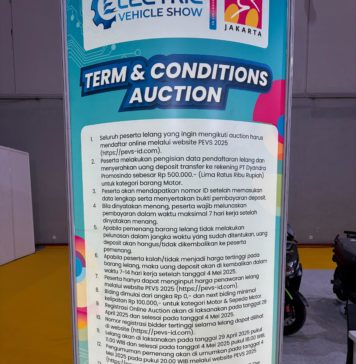 ELECTRIC
VEHICLE SHOW
JAKARTA
TERM & CONDITIONS
AUCTION
1. Seluruh peserta lelang yang ingin mengikuti auction harus
mendaftar online melalui website PEVS 2025
(https://pevs-id.com).
2. Peserta melakukan pengisian data pendaftaran lelang dan
menyerahkan uang deposit transfer ke rekening PT Dyandra
Promosindo sebesar Rp 500.000.- (Lima Ratus Ribu Rupiah)
untuk kategori barang Motor.
3. Peserta akan mendapatkan nomor ID setelah memasukan
data lengkap serta menyertakan bukti pembayaran deposit.
4. Bila dinyatakan menang, peserta wajib melunaskan
pembayaran dalam waktu maksimal 7 hari kerja setelah
dinyatakan menang.
5. Apabila pemenang barang lelang tidak melakukan
pelunasan dalam jangka waktu yang sudah ditentukan, uang
deposit akan hangus/tidak dikembalikan ke peserta
pemenang.
6. Apabila peserta kalah/tidak menjadi harga tertinggi pada
barang lelang, maka uang deposit akan di kembalikan dalam
waktu 7-14 hari kerja setelah tanggal 4 Mei 2025.
7. Peserta hanya dapat menginput harga penawaran lelang
melalui website PEVS 2025 (https://pevs-id.com).
8. Biding dimulai dari angka Rp 0,- dan next biding minimal
kelipatan Rp 100.000,- untuk kategori Motor & Sepeda Motor
9. Registrasi Online Auction akan di laksanakan pada tanggal
April 2025 dan selesai pada tanggal 4 Mei 2025.
10. Nomor registrasi bidder tertinggi selama lelang dapat dilihat
di website (https://pevs-id.com)
Lelang akan di laksanakan pada tanggal 29 April 2025 pukul
WIB dan selesai pada tanggal 4 Mei 2025 pukul 18.00 WIB
Pengumuman pemenang akan di umumkan pada tanggal 4
Mei 2025 pada pukul 20.00 WIB melalui website PEVS